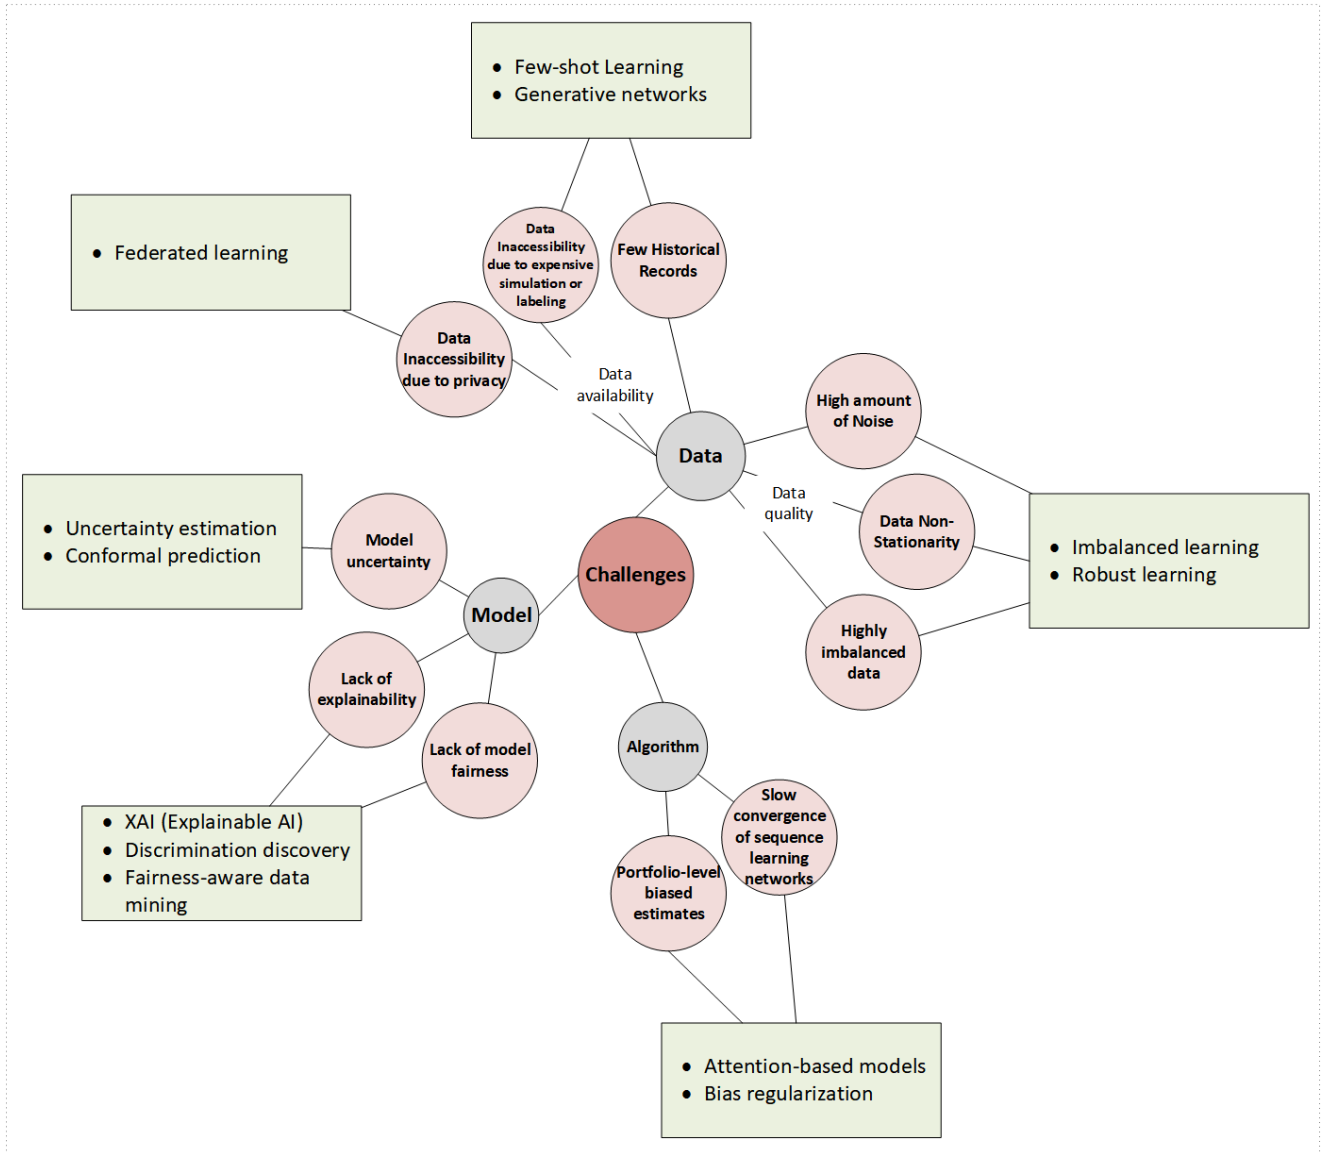 ● Few-shot Learning
● Generative networks
● Federated learning
Data
Inaccessibility
due to expensive
simulation or
labeling
Few Historical
Records
Data
Inaccessibility
due to privacy
Data
availability
High amount
of Noise
Data
Data
quality
Data Non-
Stationarity
● Imbalanced learning
● Robust learning
Highly
imbalanced
data
● Uncertainty estimation
● Conformal prediction
Model
uncertainty
Challenges
Model
Lack of
explainability
Lack of model
fairness
● XAI (Explainable AI)
● Discrimination discovery
● Fairness-aware data
mining
Algorithm
Slow
convergence
of sequence
learning
networks
Portfolio-level
biased
estimates
● Attention-based models
● Bias regularization